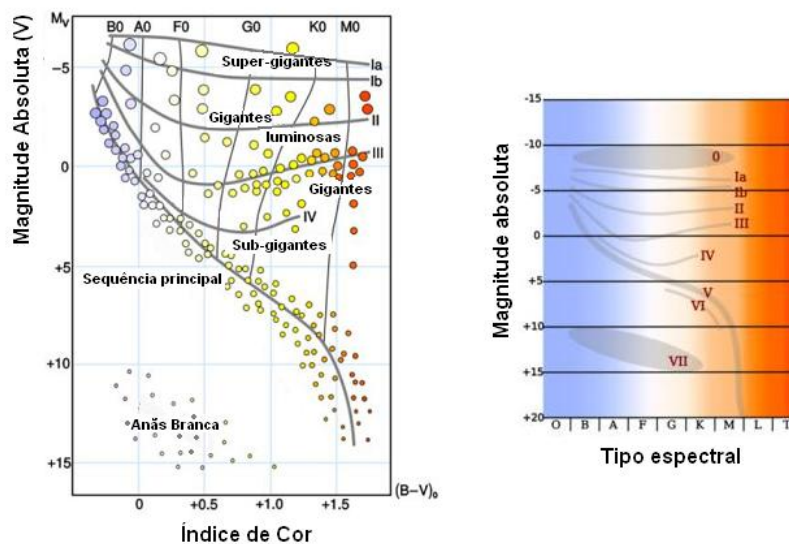 Mv
B0 A0 F0 G0 K0 M0
Magnitude Absoluta (V)
-5
0
+5
+10
+15
Ia
Super-gigantes
Ib
Gigantes
II
luminosas
III
Gigantes
IV
Sub-gigantes
Sequência principal
Anãs Branca
0 +0.5 +1.0 +1.5
(B-V)₀
Índice de Cor
Magnitude absoluta
-15
-10
-5
0
+5
+10
+15
+20
0
Ia
Ib
II
III
IV
V
VI
VII
O B A F G K M L T
Tipo espectral